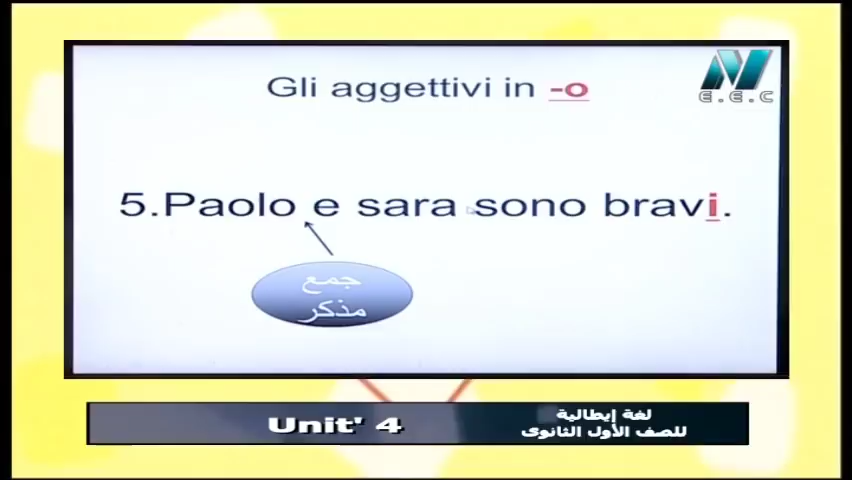 Gli aggettivi in -o
E.E.C
5.Paolo e sara sono bravi.
جمع
مذكر
Unit' 4
لغة إيطالية
للصف الأول الثانوى